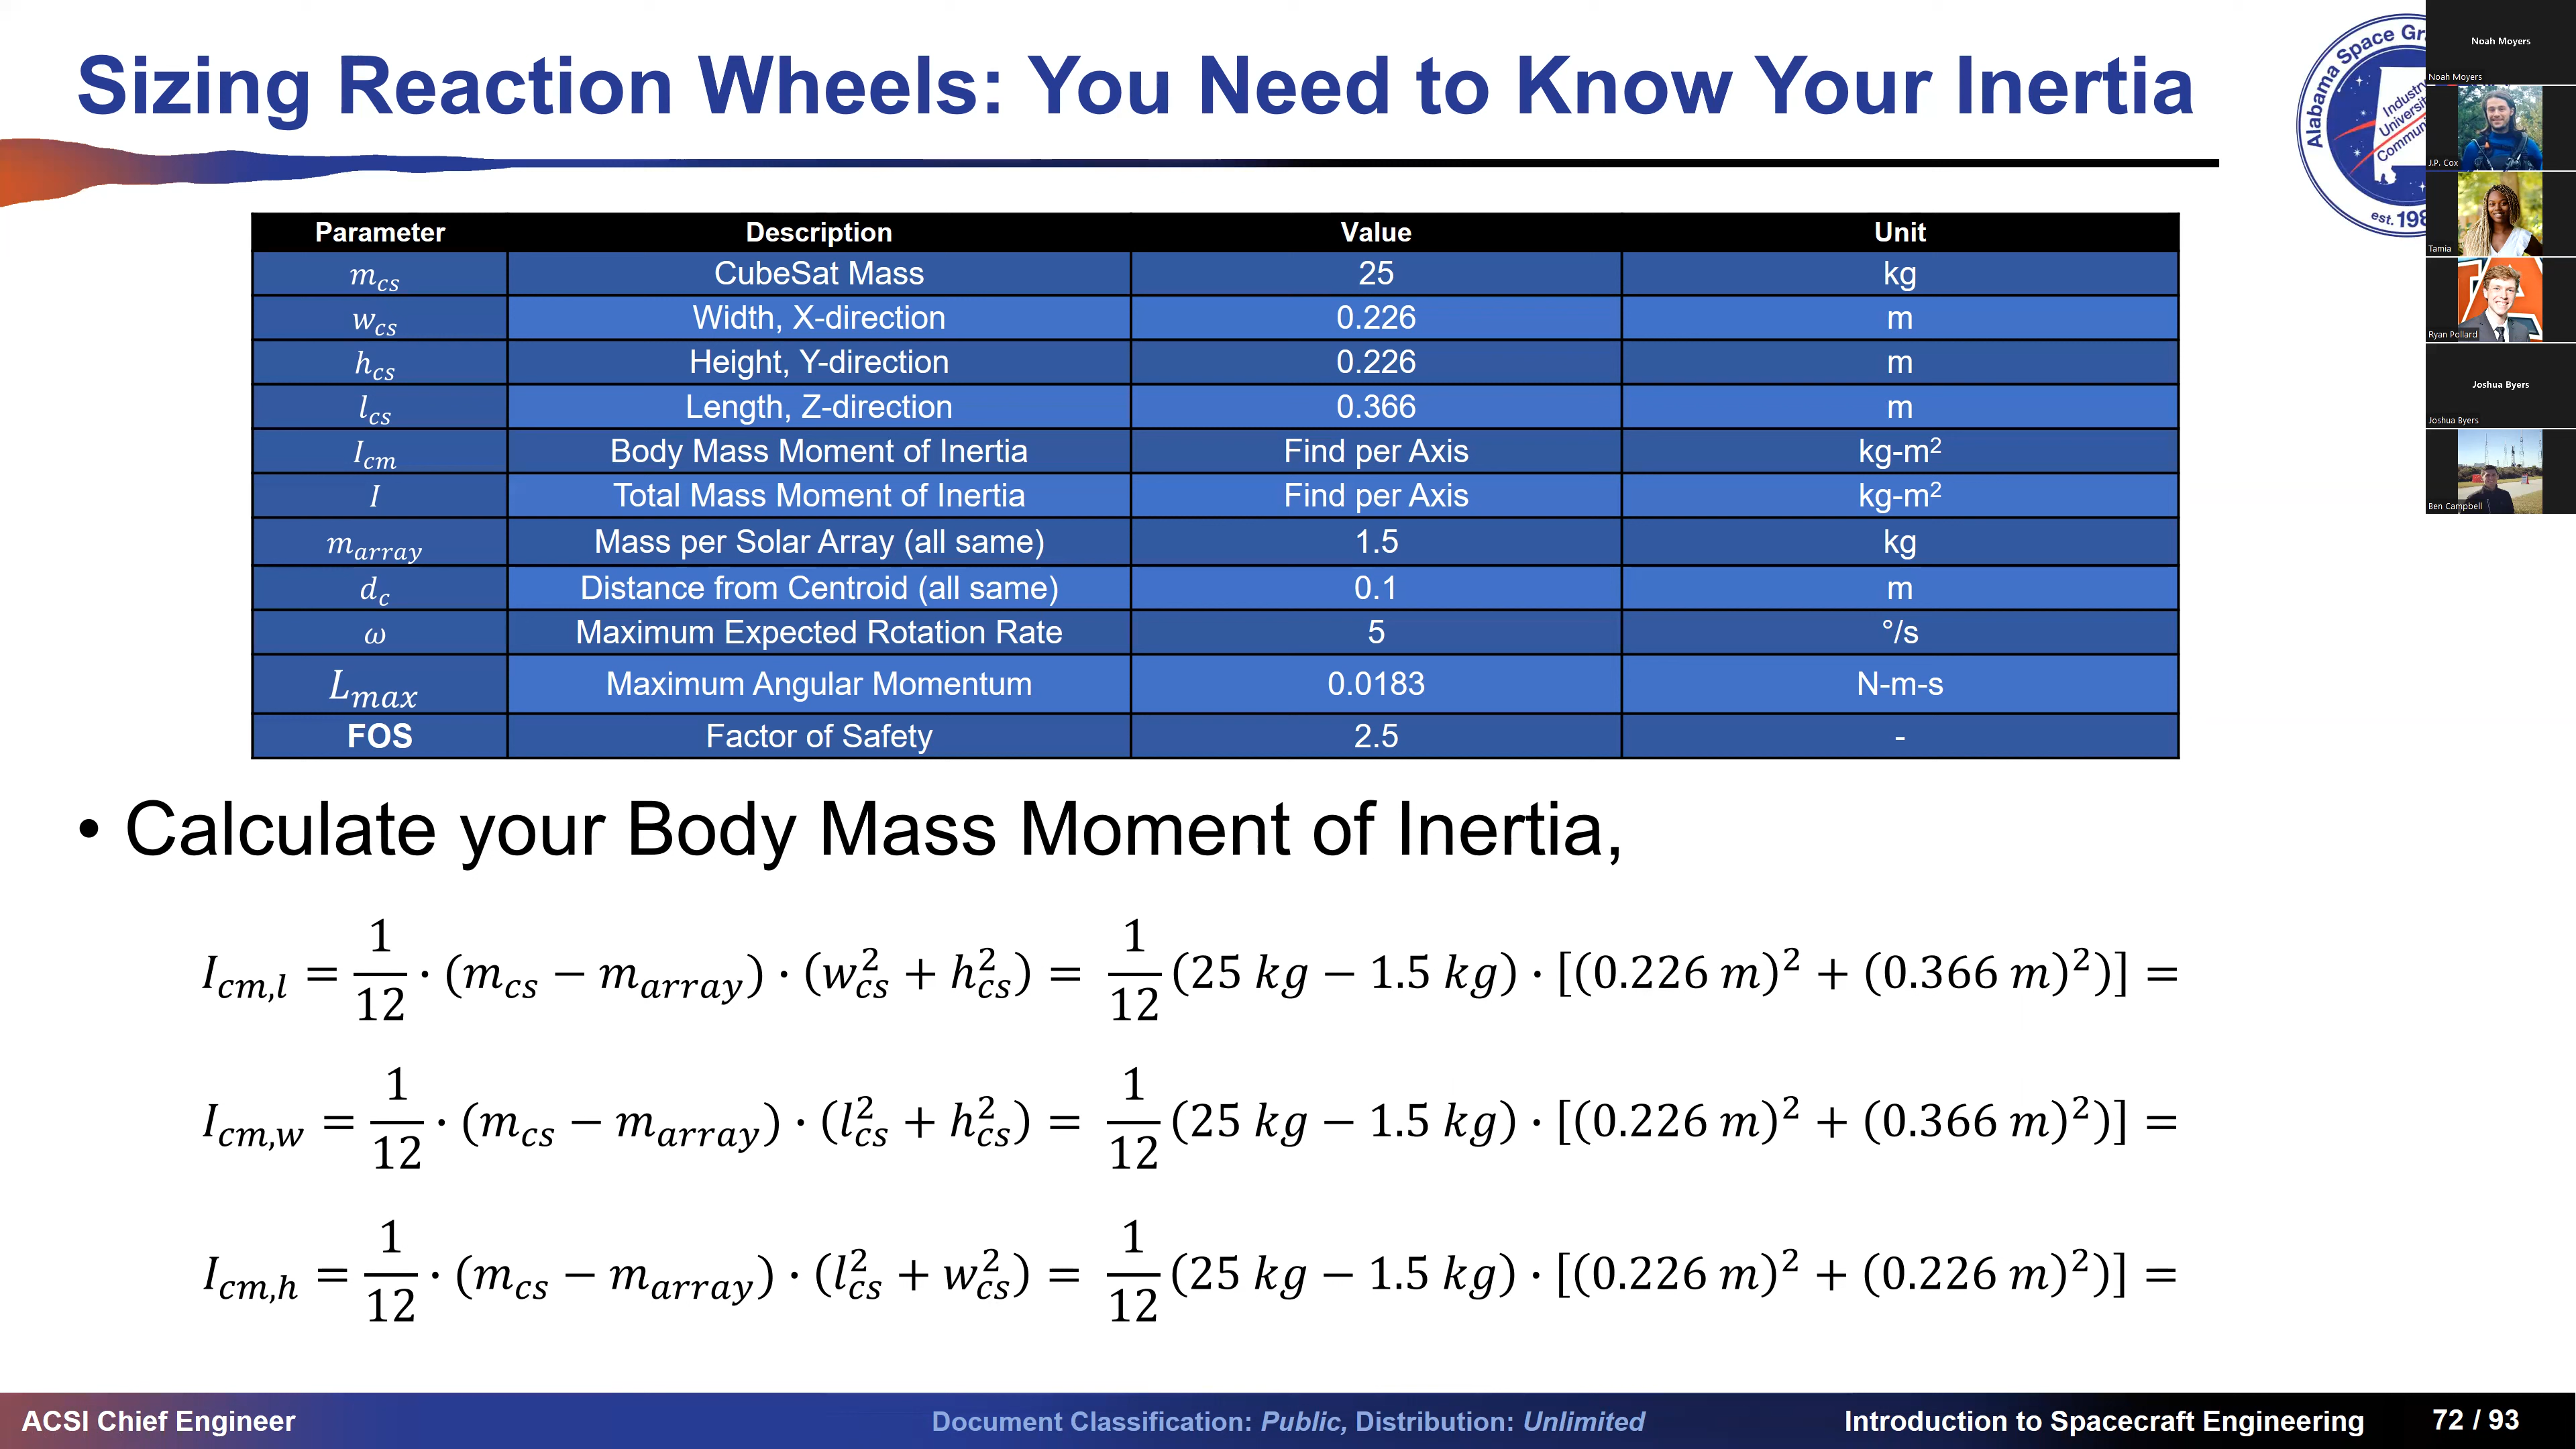 Sizing Reaction Wheels: You Need to Know Your Inertia
Alabama Space Gr
Industr
Universit
Commun
est. 198
Parameter Description Value Unit
m_cs CubeSat Mass 25 kg
w_cs Width, X-direction 0.226 m
h_cs Height, Y-direction 0.226 m
l_cs Length, Z-direction 0.366 m
I_cm Body Mass Moment of Inertia Find per Axis kg-m²
I Total Mass Moment of Inertia Find per Axis kg-m²
m_array Mass per Solar Array (all same) 1.5 kg
d_c Distance from Centroid (all same) 0.1 m
ω Maximum Expected Rotation Rate 5 °/s
L_max Maximum Angular Momentum 0.0183 N-m-s
FOS Factor of Safety 2.5 -
• Calculate your Body Mass Moment of Inertia,
I_cm,l = 1/12 · (m_cs − m_array) · (w_cs² + h_cs²) = 1/12 (25 kg − 1.5 kg) · [(0.226 m)² + (0.366 m)²)] =
I_cm,w = 1/12 · (m_cs − m_array) · (l_cs² + h_cs²) = 1/12 (25 kg − 1.5 kg) · [(0.226 m)² + (0.366 m)²)] =
I_cm,h = 1/12 · (m_cs − m_array) · (l_cs² + w_cs²) = 1/12 (25 kg − 1.5 kg) · [(0.226 m)² + (0.226 m)²)] =
ACSI Chief Engineer
Document Classification: Public, Distribution: Unlimited
Introduction to Spacecraft Engineering
72 / 93
Noah Moyers
Noah Moyers
J.P. Cox
Tamia
Ryan Pollard
Joshua Byers
Joshua Byers
Ben Campbell